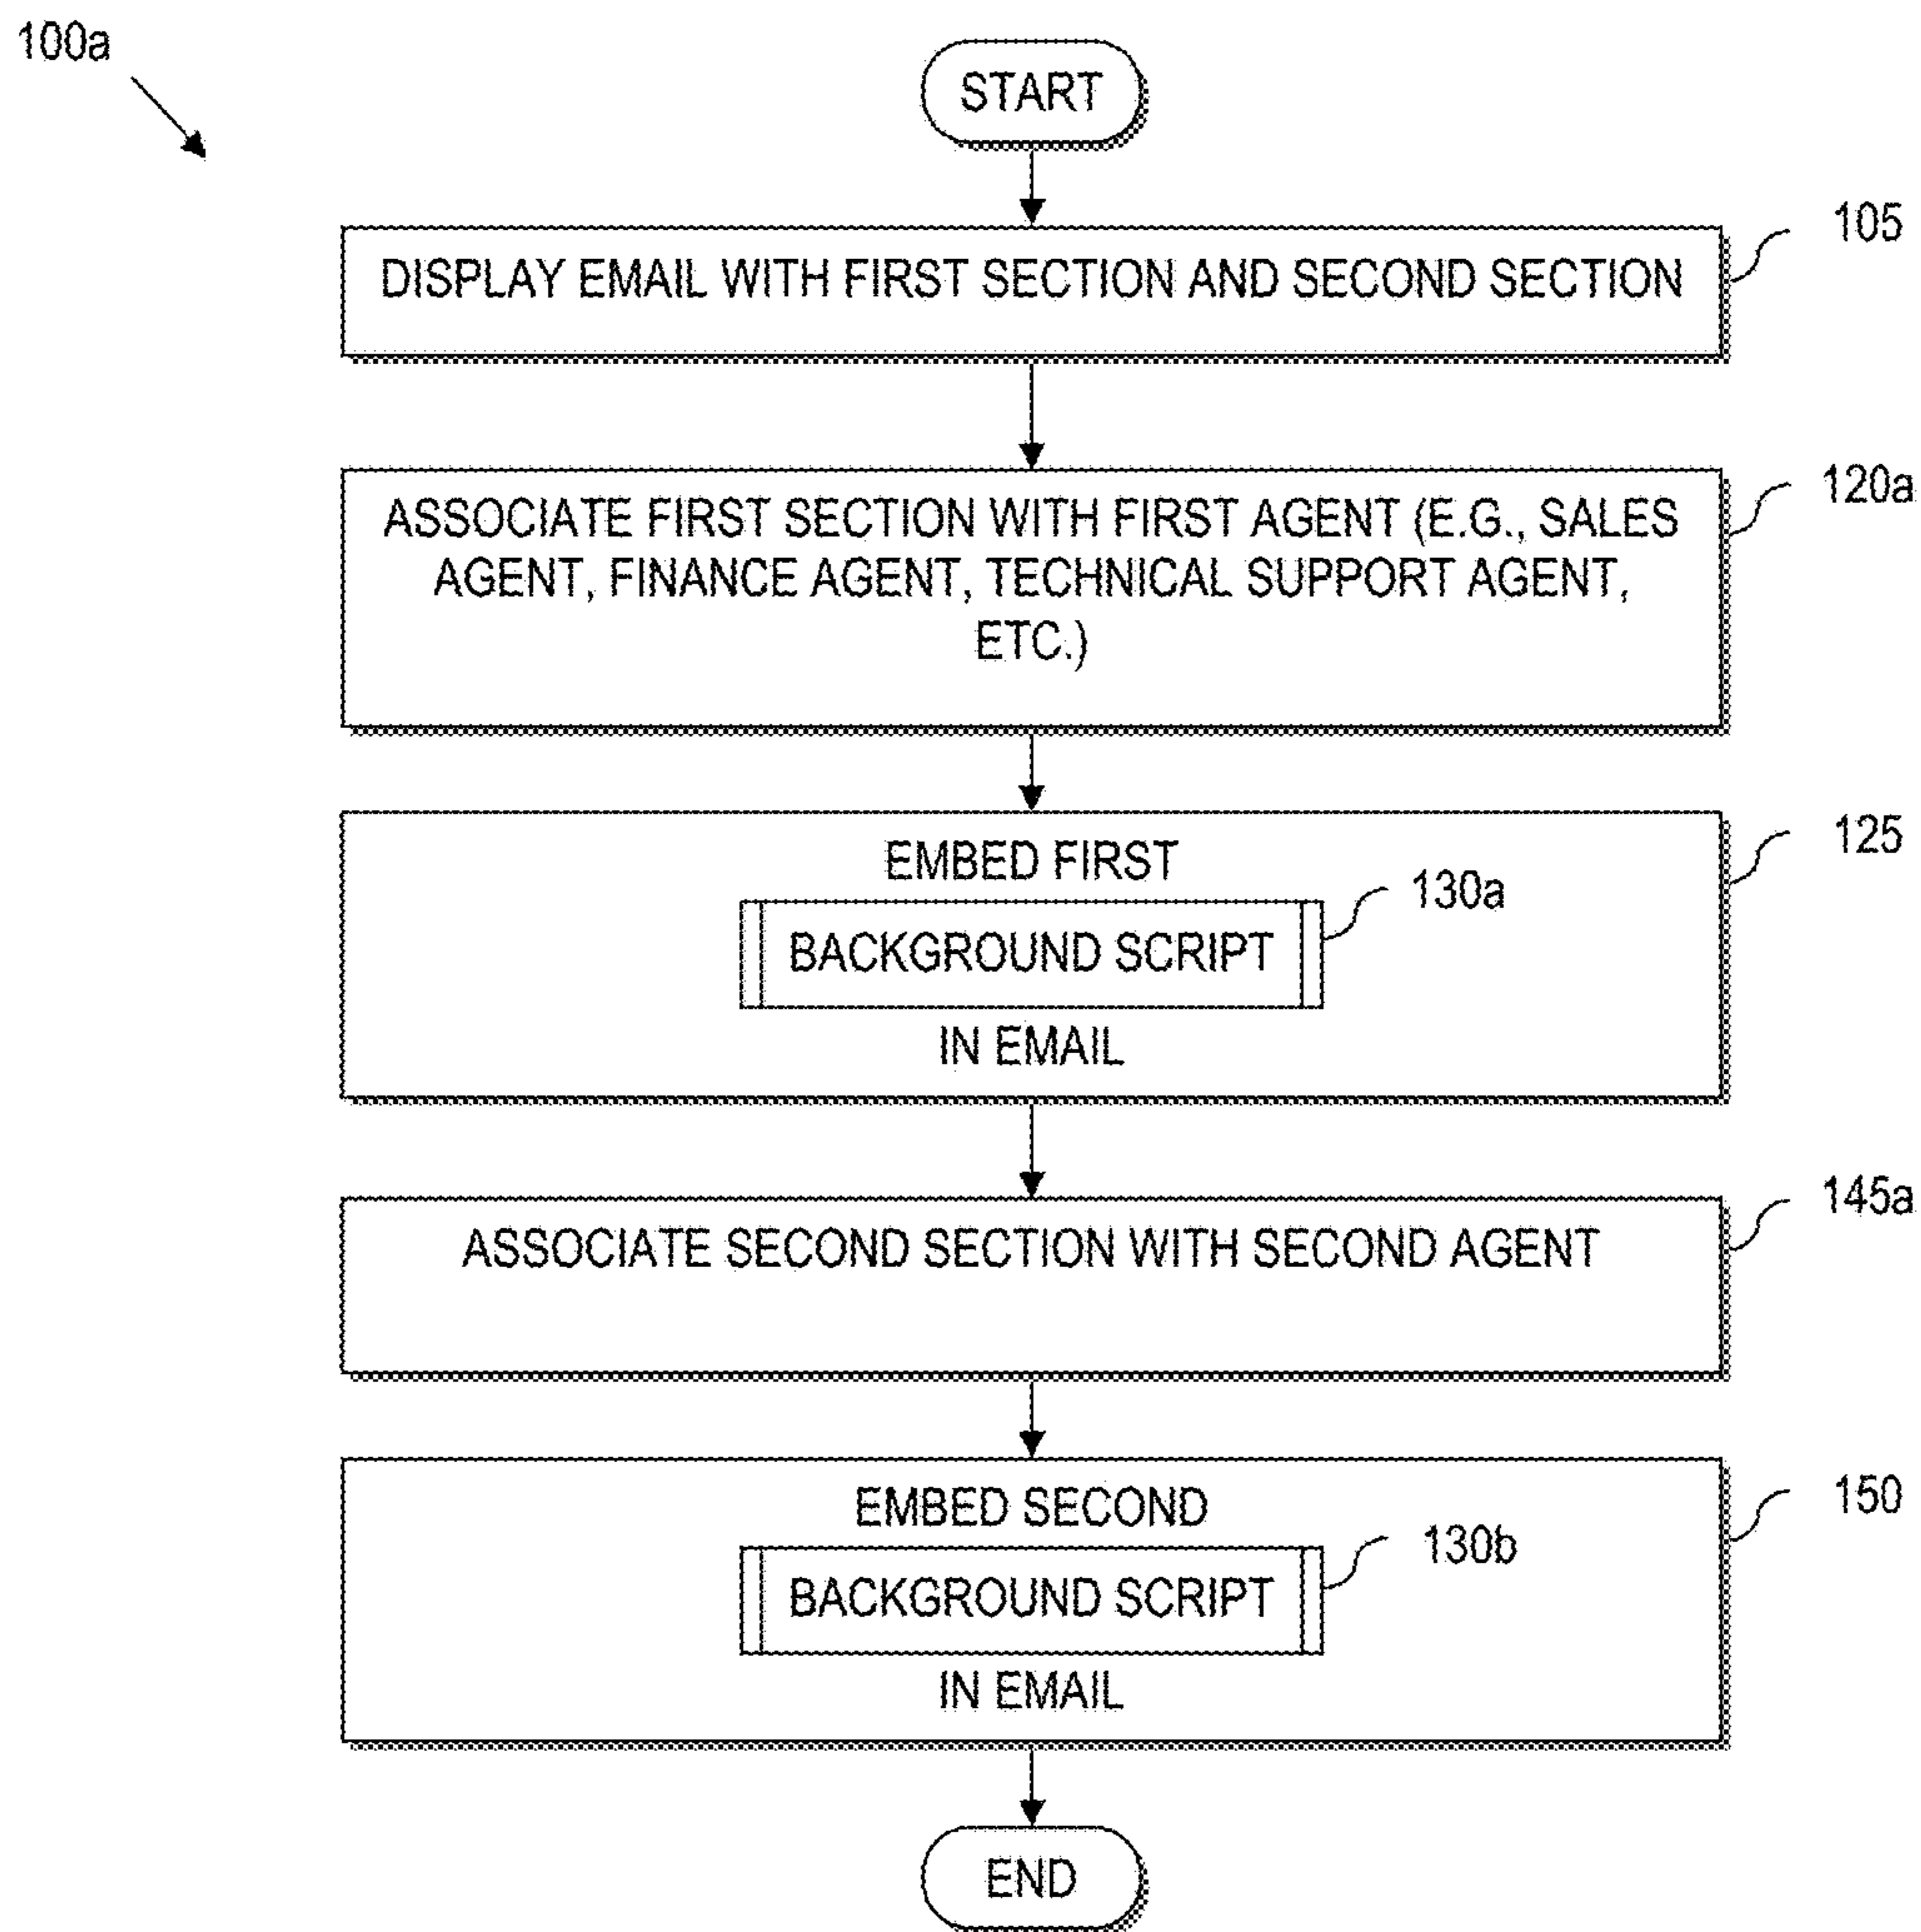 100a
START
105
DISPLAY EMAIL WITH FIRST SECTION AND SECOND SECTION
120a
ASSOCIATE FIRST SECTION WITH FIRST AGENT (E.G., SALES
AGENT, FINANCE AGENT, TECHNICAL SUPPORT AGENT,
ETC.)
125
EMBED FIRST
130a
BACKGROUND SCRIPT
IN EMAIL
145a
ASSOCIATE SECOND SECTION WITH SECOND AGENT
150
EMBED SECOND
130b
BACKGROUND SCRIPT
IN EMAIL
END